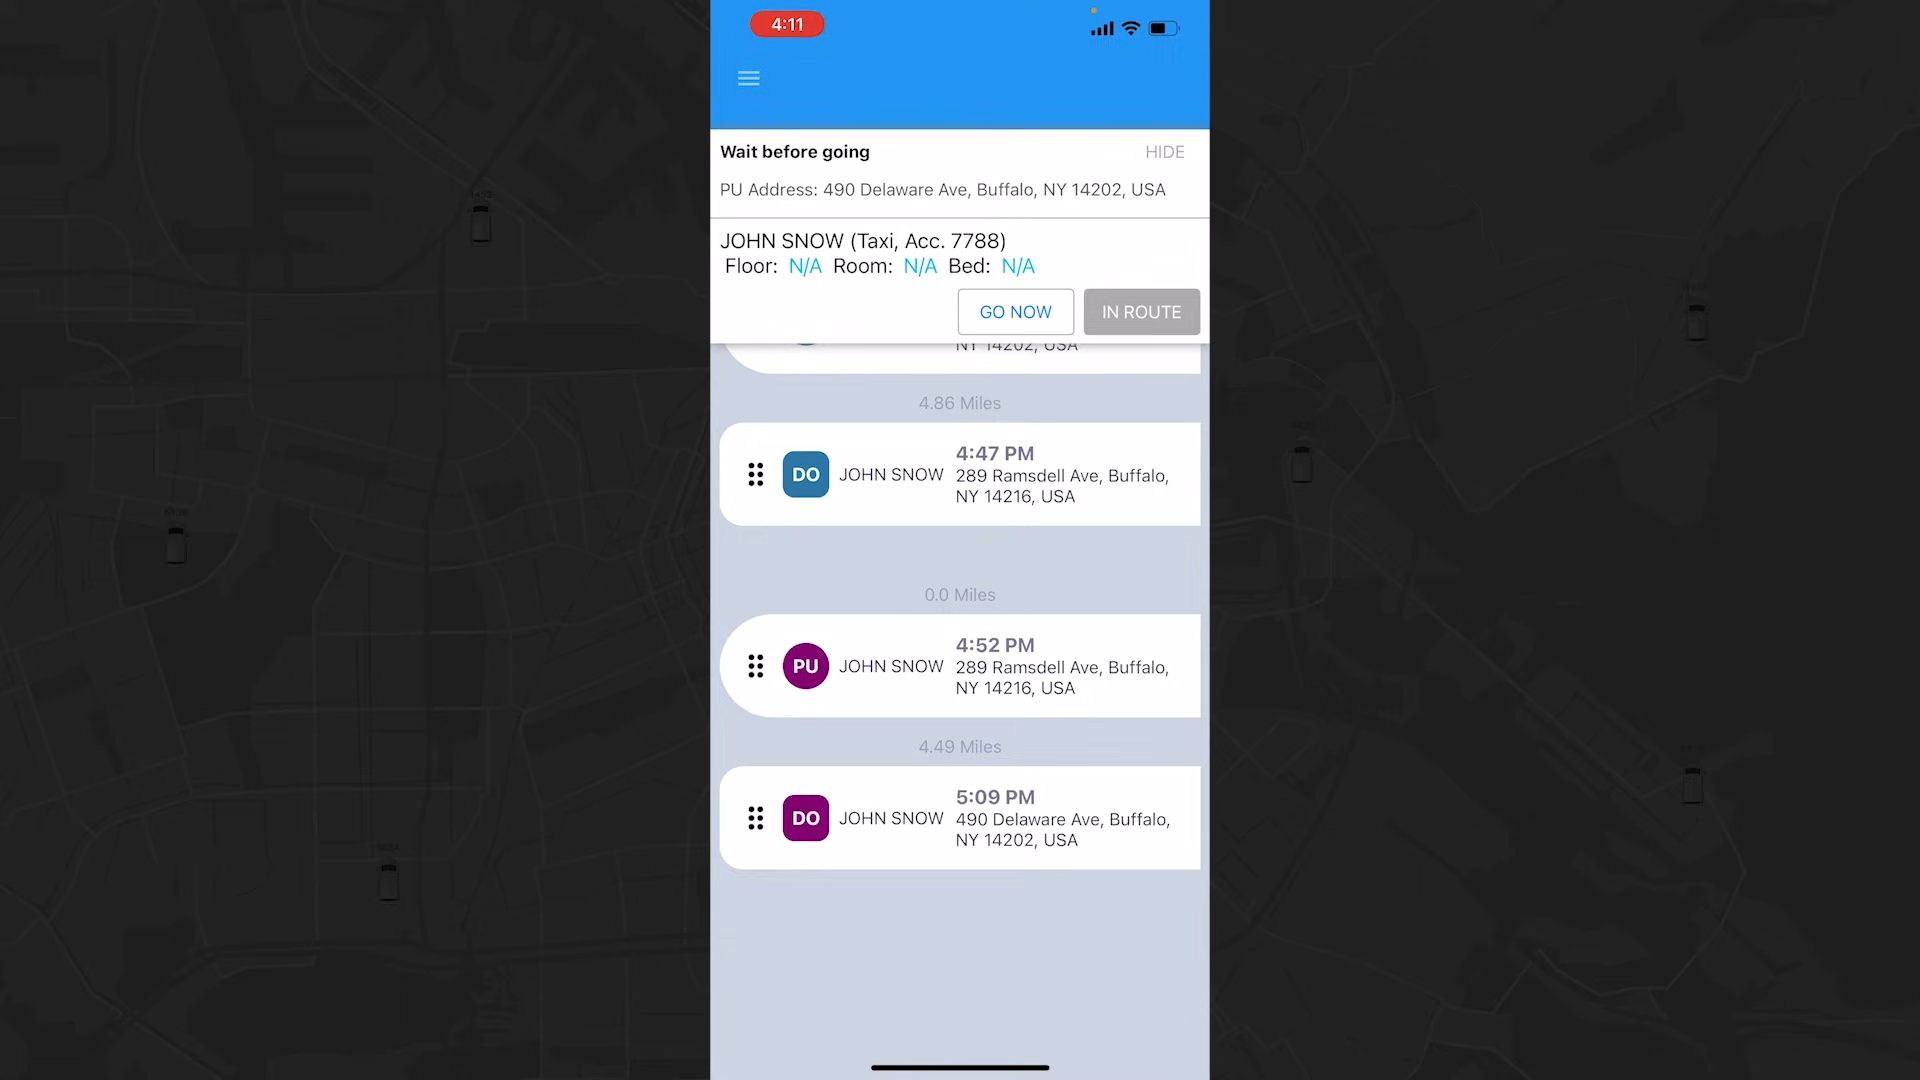 4:11
Wait before going
HIDE
PU Address: 490 Delaware Ave, Buffalo, NY 14202, USA
JOHN SNOW (Taxi, Acc. 7788)
Floor: N/A Room: N/A Bed: N/A
GO NOW
IN ROUTE
NY 14202, USA
4.86 Miles
4:47 PM
DO JOHN SNOW 289 Ramsdell Ave, Buffalo,
NY 14216, USA
0.0 Miles
4:52 PM
PU JOHN SNOW 289 Ramsdell Ave, Buffalo,
NY 14216, USA
4.49 Miles
5:09 PM
DO JOHN SNOW 490 Delaware Ave, Buffalo,
NY 14202, USA